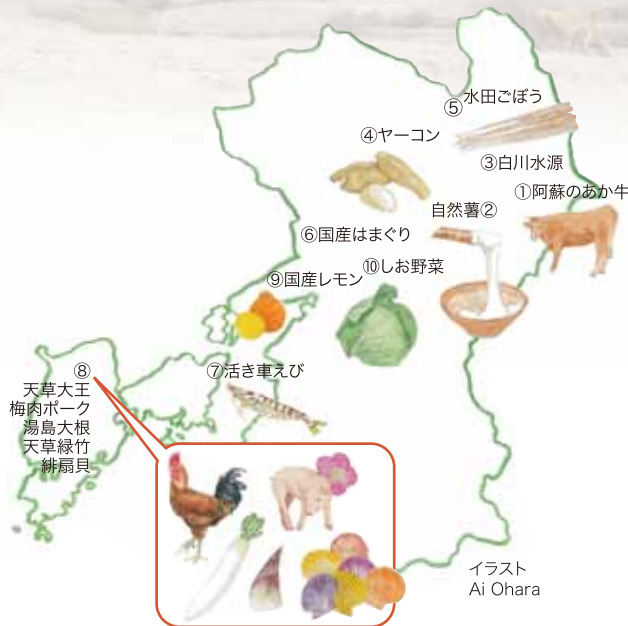 ⑤水田ごぼう
④ヤーコン
③白川水源
①阿蘇のあか牛
自然薯②
⑥国産はまぐり
⑩しお野菜
⑨国産レモン
⑦活き車えび
⑧
天草大王
梅肉ポーク
湯島大根
天草緑竹
緋扇貝
イラスト
Ai Ohara